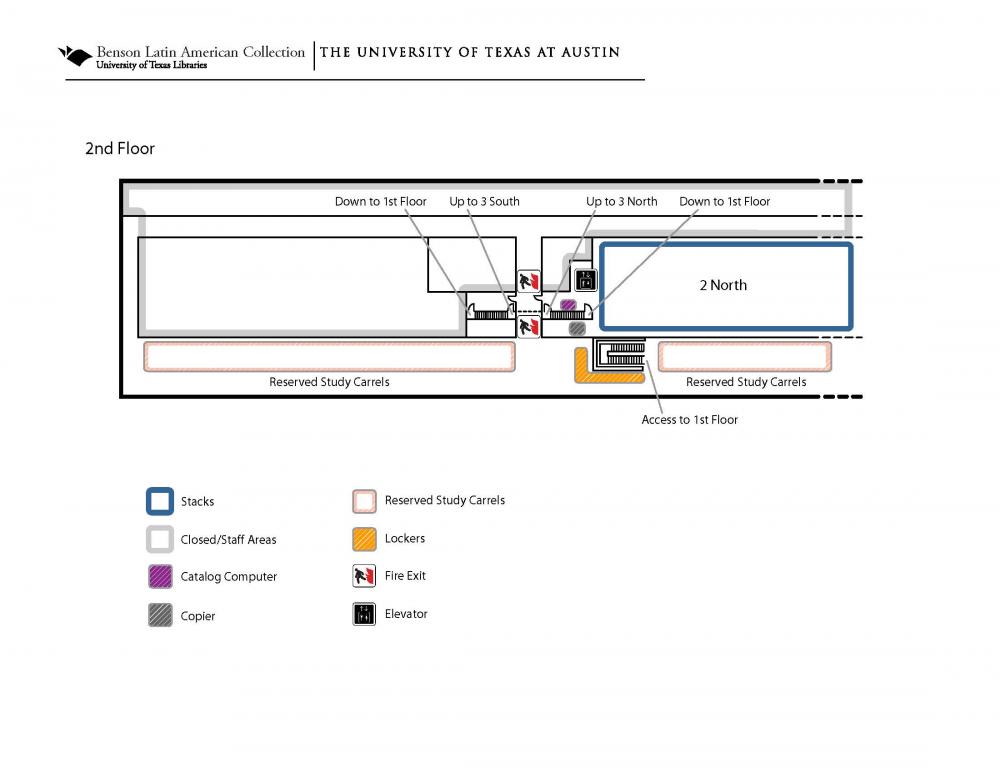 Benson Latin American Collection
University of Texas Libraries
THE UNIVERSITY OF TEXAS AT AUSTIN
2nd Floor
Down to 1st Floor
Up to 3 South
Up to 3 North
Down to 1st Floor
2 North
Reserved Study Carrels
Reserved Study Carrels
Access to 1st Floor
Stacks
Reserved Study Carrels
Closed/Staff Areas
Lockers
Catalog Computer
Fire Exit
Copier
Elevator